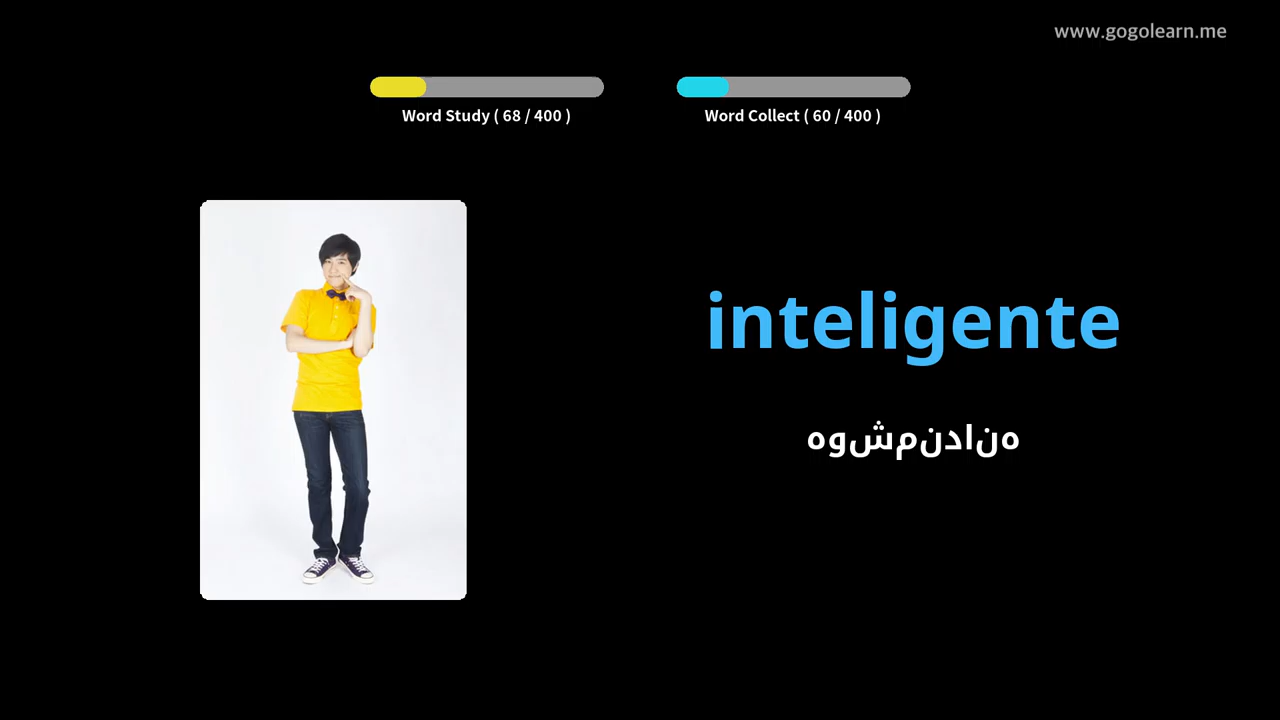 www.gogolearn.me
Word Study ( 68 / 400 )
Word Collect ( 60 / 400 )
inteligente
هوشمندانه